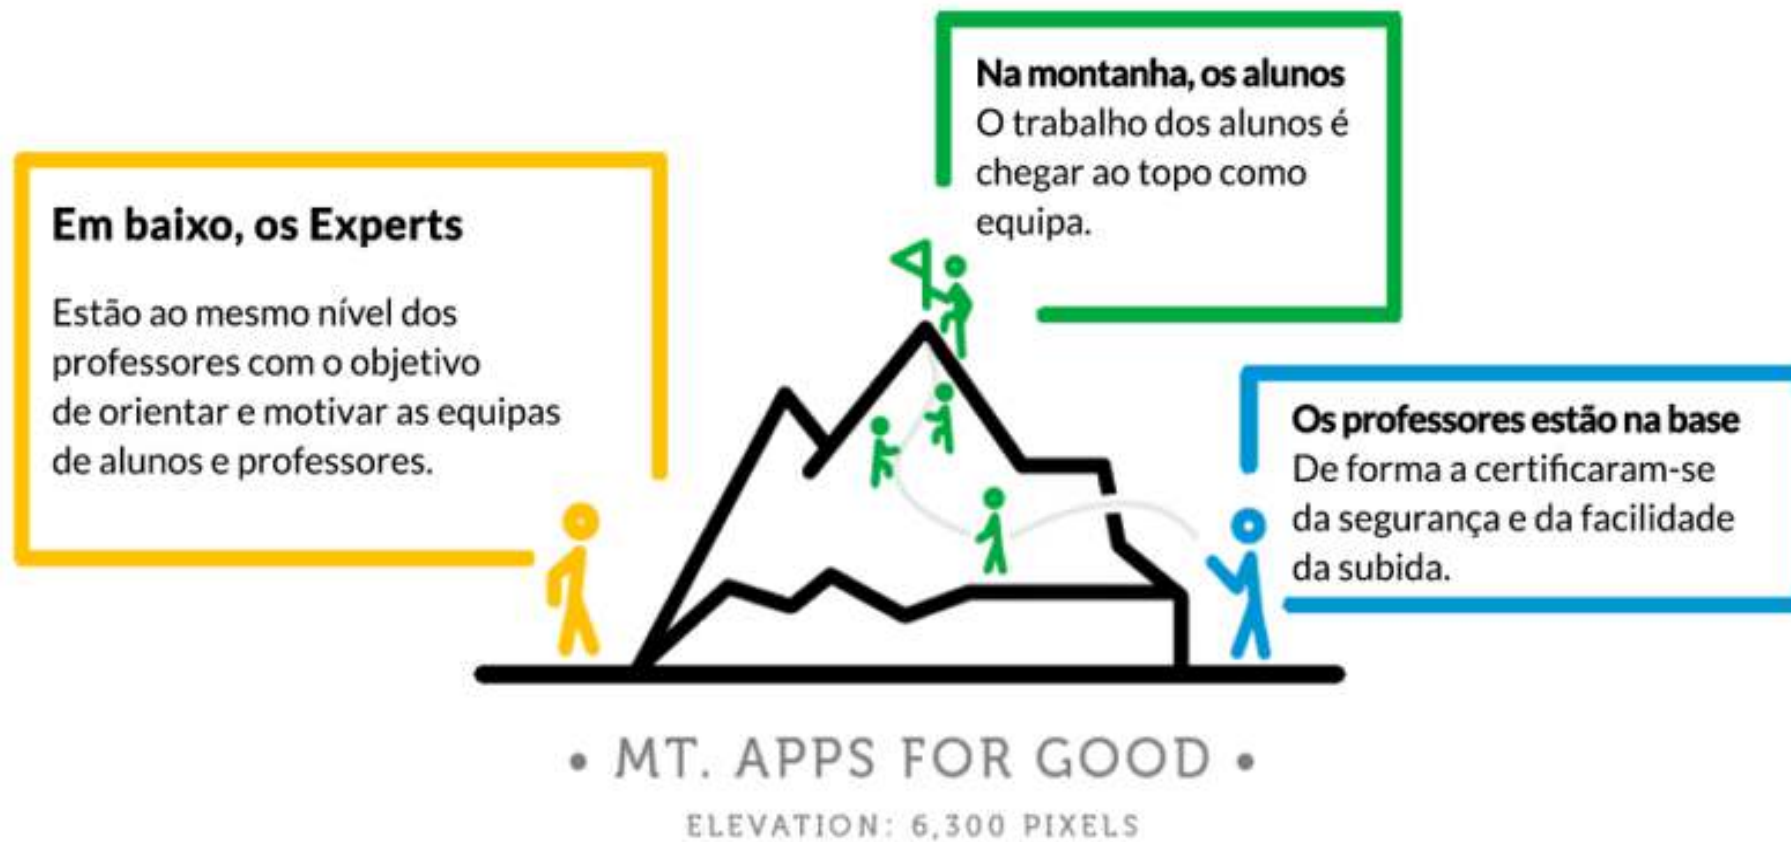 Na montanha, os alunos
O trabalho dos alunos é
chegar ao topo como
equipa.
Em baixo, os Experts
Estão ao mesmo nível dos
professores com o objetivo
de orientar e motivar as equipas
de alunos e professores.
Os professores estão na base
De forma a certificaram-se
da segurança e da facilidade
da subida.
• MT. APPS FOR GOOD •
ELEVATION: 6,300 PIXELS